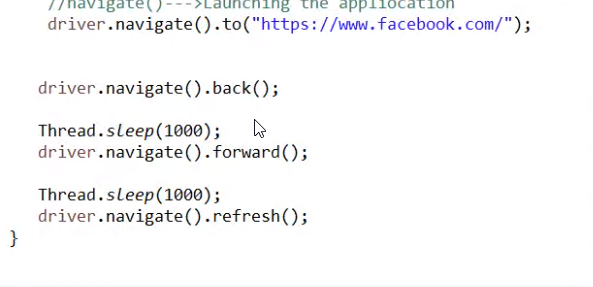 //navigate()--->Launching the appliocation
driver.navigate().to("https://www.facebook.com/");
driver.navigate().back();
Thread.sleep(1000);
driver.navigate().forward();
Thread.sleep(1000);
driver.navigate().refresh();
}